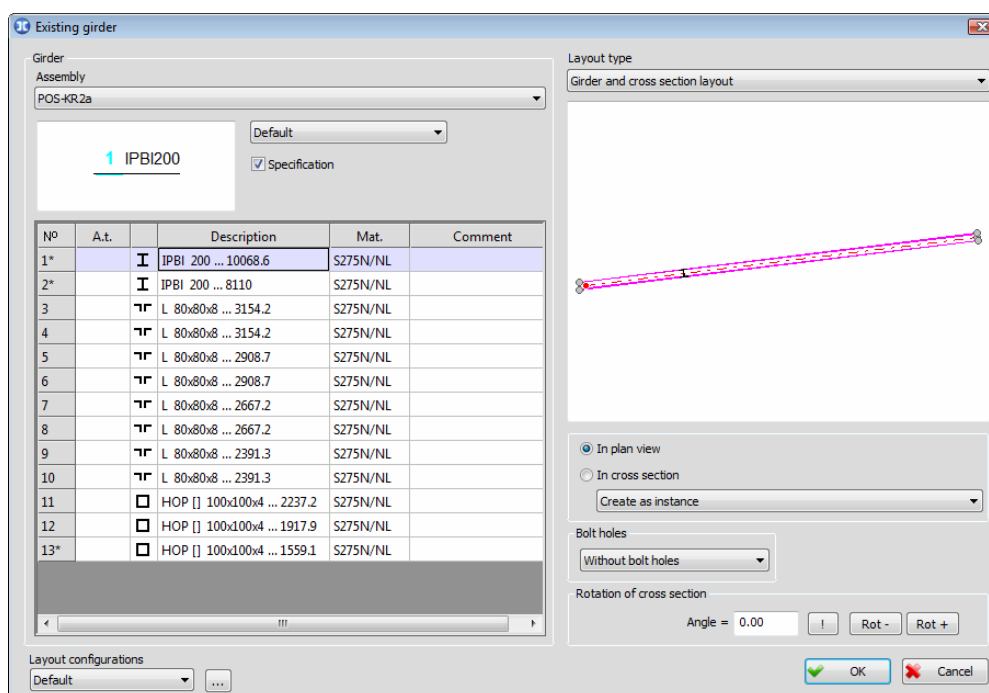 Existing girder
Girder
Assembly
POS-KR2a
1 IPBI200
Default
Specification
Nº A.t. Description Mat. Comment
1* IPBI 200 ... 10068.6 S275N/NL
2* IPBI 200 ... 8110 S275N/NL
3 L 80x80x8 ... 3154.2 S275N/NL
4 L 80x80x8 ... 3154.2 S275N/NL
5 L 80x80x8 ... 2908.7 S275N/NL
6 L 80x80x8 ... 2908.7 S275N/NL
7 L 80x80x8 ... 2667.2 S275N/NL
8 L 80x80x8 ... 2667.2 S275N/NL
9 L 80x80x8 ... 2391.3 S275N/NL
10 L 80x80x8 ... 2391.3 S275N/NL
11 HOP [] 100x100x4 ... 2237.2 S275N/NL
12 HOP [] 100x100x4 ... 1917.9 S275N/NL
13* HOP [] 100x100x4 ... 1559.1 S275N/NL
Layout configurations
Default
...
Layout type
Girder and cross section layout
In plan view
In cross section
Create as instance
Bolt holes
Without bolt holes
Rotation of cross section
Angle = 0.00 ! Rot - Rot +
OK Cancel